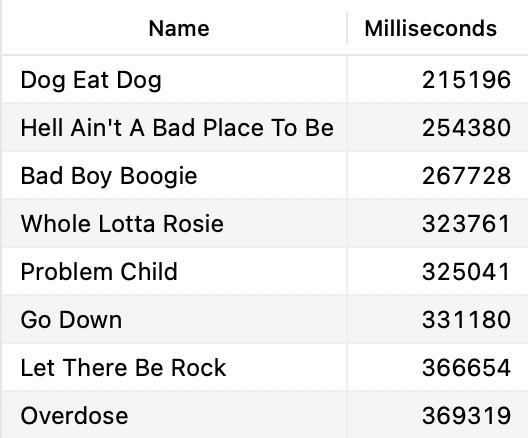 Name Milliseconds
Dog Eat Dog 215196
Hell Ain't A Bad Place To Be 254380
Bad Boy Boogie 267728
Whole Lotta Rosie 323761
Problem Child 325041
Go Down 331180
Let There Be Rock 366654
Overdose 369319